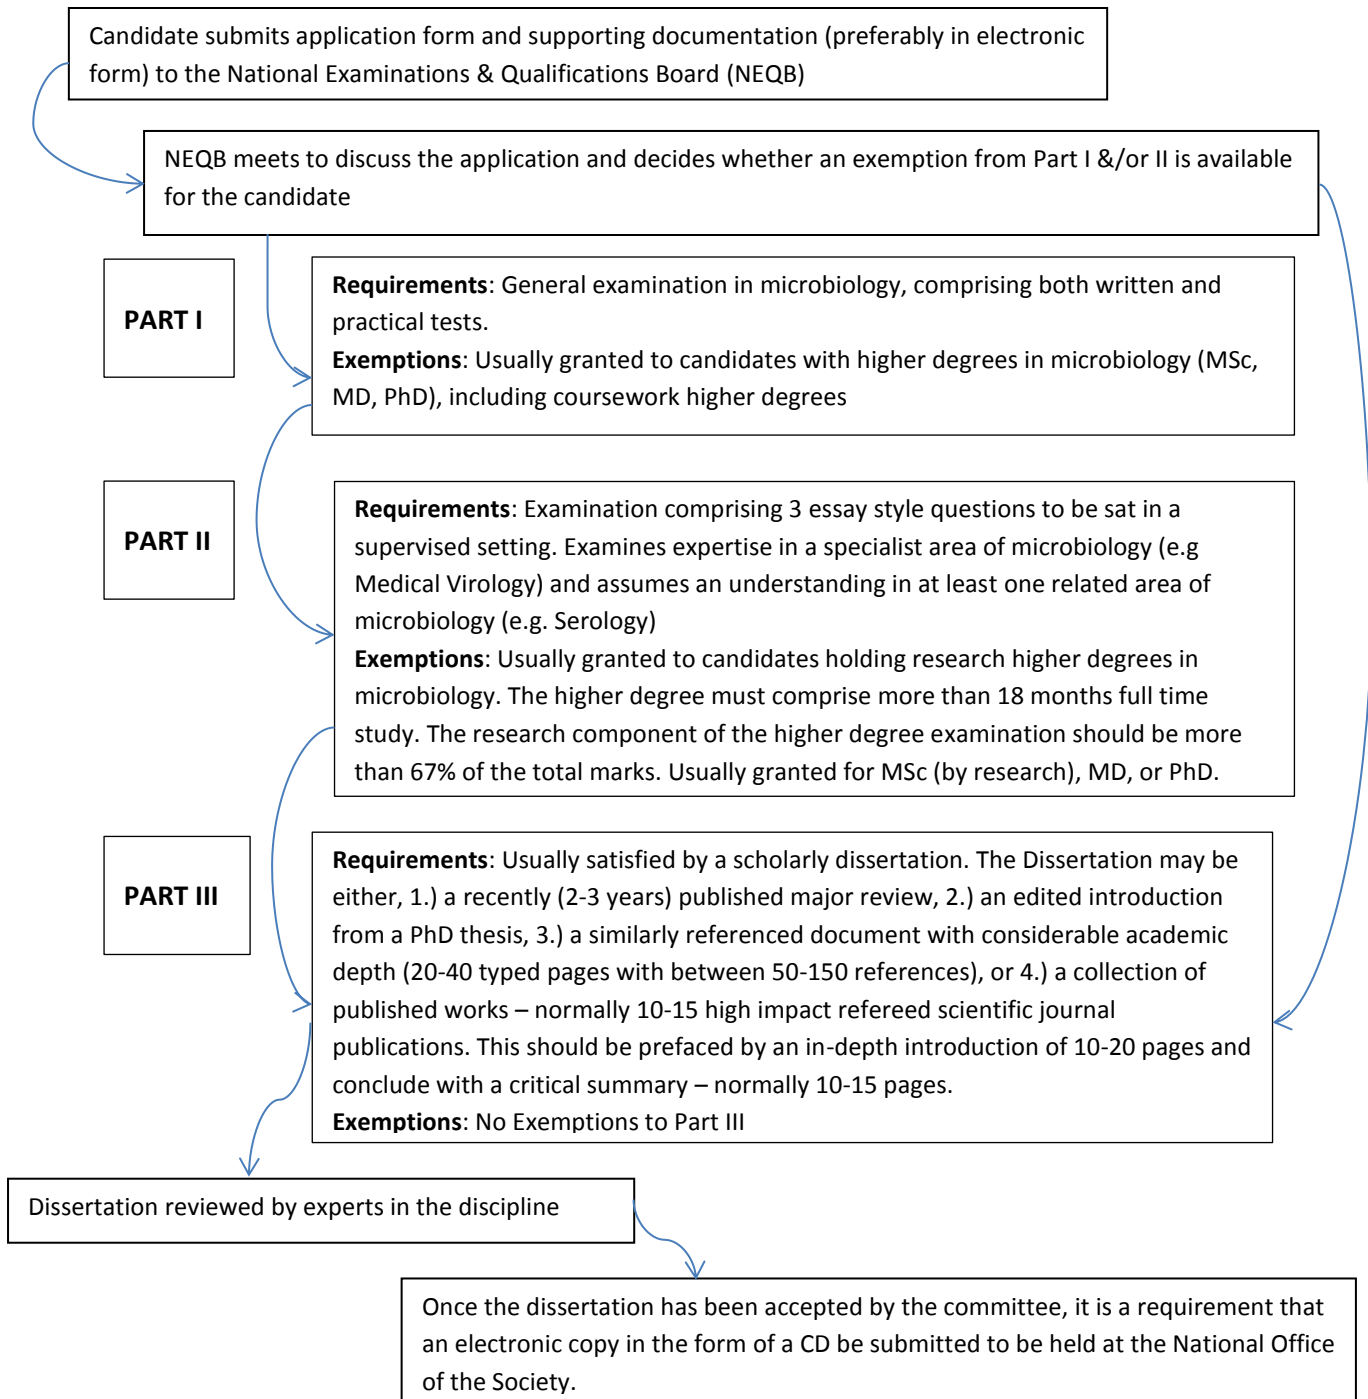 Candidate submits application form and supporting documentation (preferably in electronic
form) to the National Examinations & Qualifications Board (NEQB)
NEQB meets to discuss the application and decides whether an exemption from Part I &/or II is available
for the candidate
PART I
Requirements: General examination in microbiology, comprising both written and
practical tests.
Exemptions: Usually granted to candidates with higher degrees in microbiology (MSc,
MD, PhD), including coursework higher degrees
PART II
Requirements: Examination comprising 3 essay style questions to be sat in a
supervised setting. Examines expertise in a specialist area of microbiology (e.g
Medical Virology) and assumes an understanding in at least one related area of
microbiology (e.g. Serology)
Exemptions: Usually granted to candidates holding research higher degrees in
microbiology. The higher degree must comprise more than 18 months full time
study. The research component of the higher degree examination should be more
than 67% of the total marks. Usually granted for MSc (by research), MD, or PhD.
PART III
Requirements: Usually satisfied by a scholarly dissertation. The Dissertation may be
either, 1.) a recently (2-3 years) published major review, 2.) an edited introduction
from a PhD thesis, 3.) a similarly referenced document with considerable academic
depth (20-40 typed pages with between 50-150 references), or 4.) a collection of
published works – normally 10-15 high impact refereed scientific journal
publications. This should be prefaced by an in-depth introduction of 10-20 pages and
conclude with a critical summary – normally 10-15 pages.
Exemptions: No Exemptions to Part III
Dissertation reviewed by experts in the discipline
Once the dissertation has been accepted by the committee, it is a requirement that
an electronic copy in the form of a CD be submitted to be held at the National Office
of the Society.